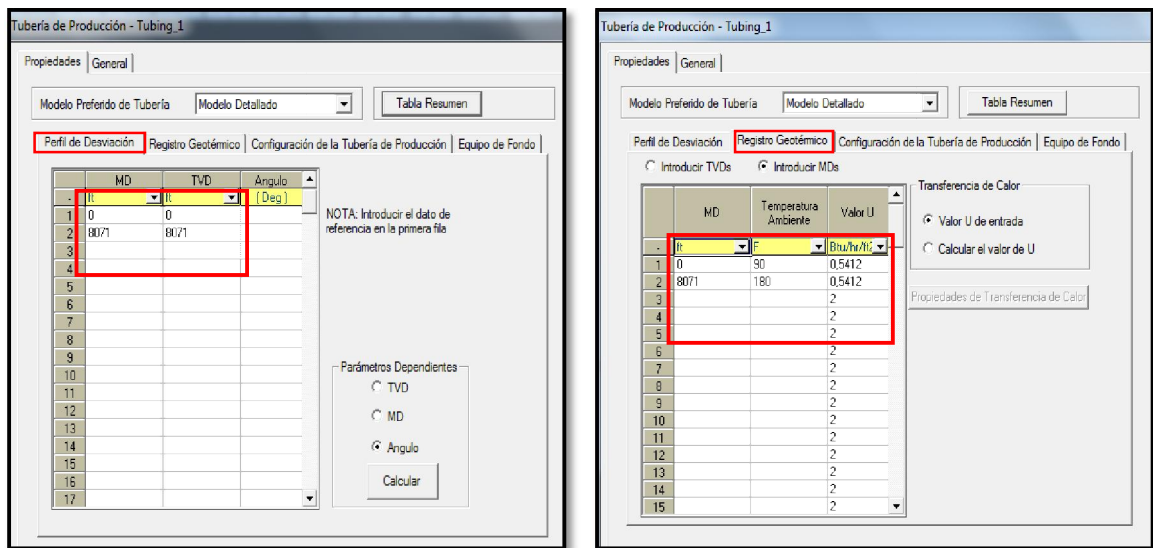 Tubería de Producción - Tubing_1
Propiedades General
Modelo Preferido de Tubería Modelo Detallado Tabla Resumen
Perfil de Desviación Registro Geotérmico Configuración de la Tubería de Producción Equipo de Fondo
MD TVD Angulo
- ft ft (Deg)
1 0 0
2 8071 8071
3
4
5
6
7
8
9
10
11
12
13
14
15
16
17
NOTA: Introducir el dato de
referencia en la primera fila
Parámetros Dependientes
TVD
MD
Angulo
Calcular
Tubería de Producción - Tubing_1
Propiedades General
Modelo Preferido de Tubería Modelo Detallado Tabla Resumen
Perfil de Desviación Registro Geotérmico Configuración de la Tubería de Producción Equipo de Fondo
Introducir TVDs Introducir MDs
MD Temperatura Ambiente Valor U
- ft F Btu/hr/ft2
1 0 90 0,5412
2 8071 180 0,5412
3 2
4 2
5 2
6 2
7 2
8 2
9 2
10 2
11 2
12 2
13 2
14 2
15 2
Transferencia de Calor
Valor U de entrada
Calcular el valor de U
Propiedades de Transferencia de Calor